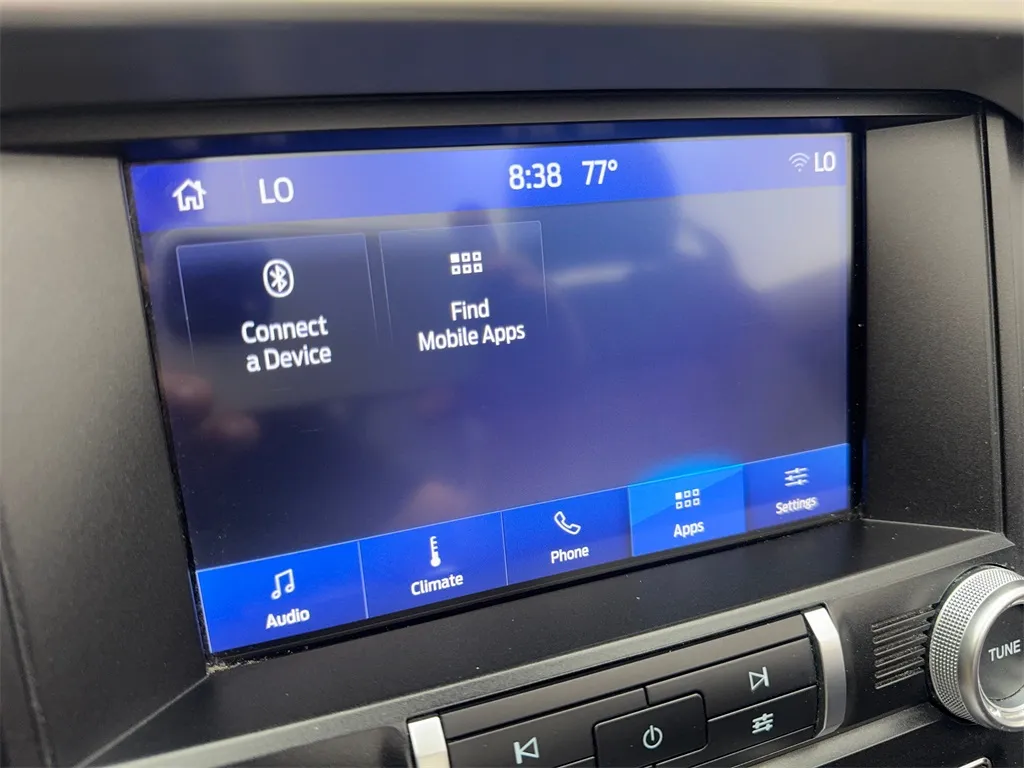 LO
8:38 77°
LO
Connect
a Device
Find
Mobile Apps
Audio
Climate
Phone
Apps
Settings
TUNE